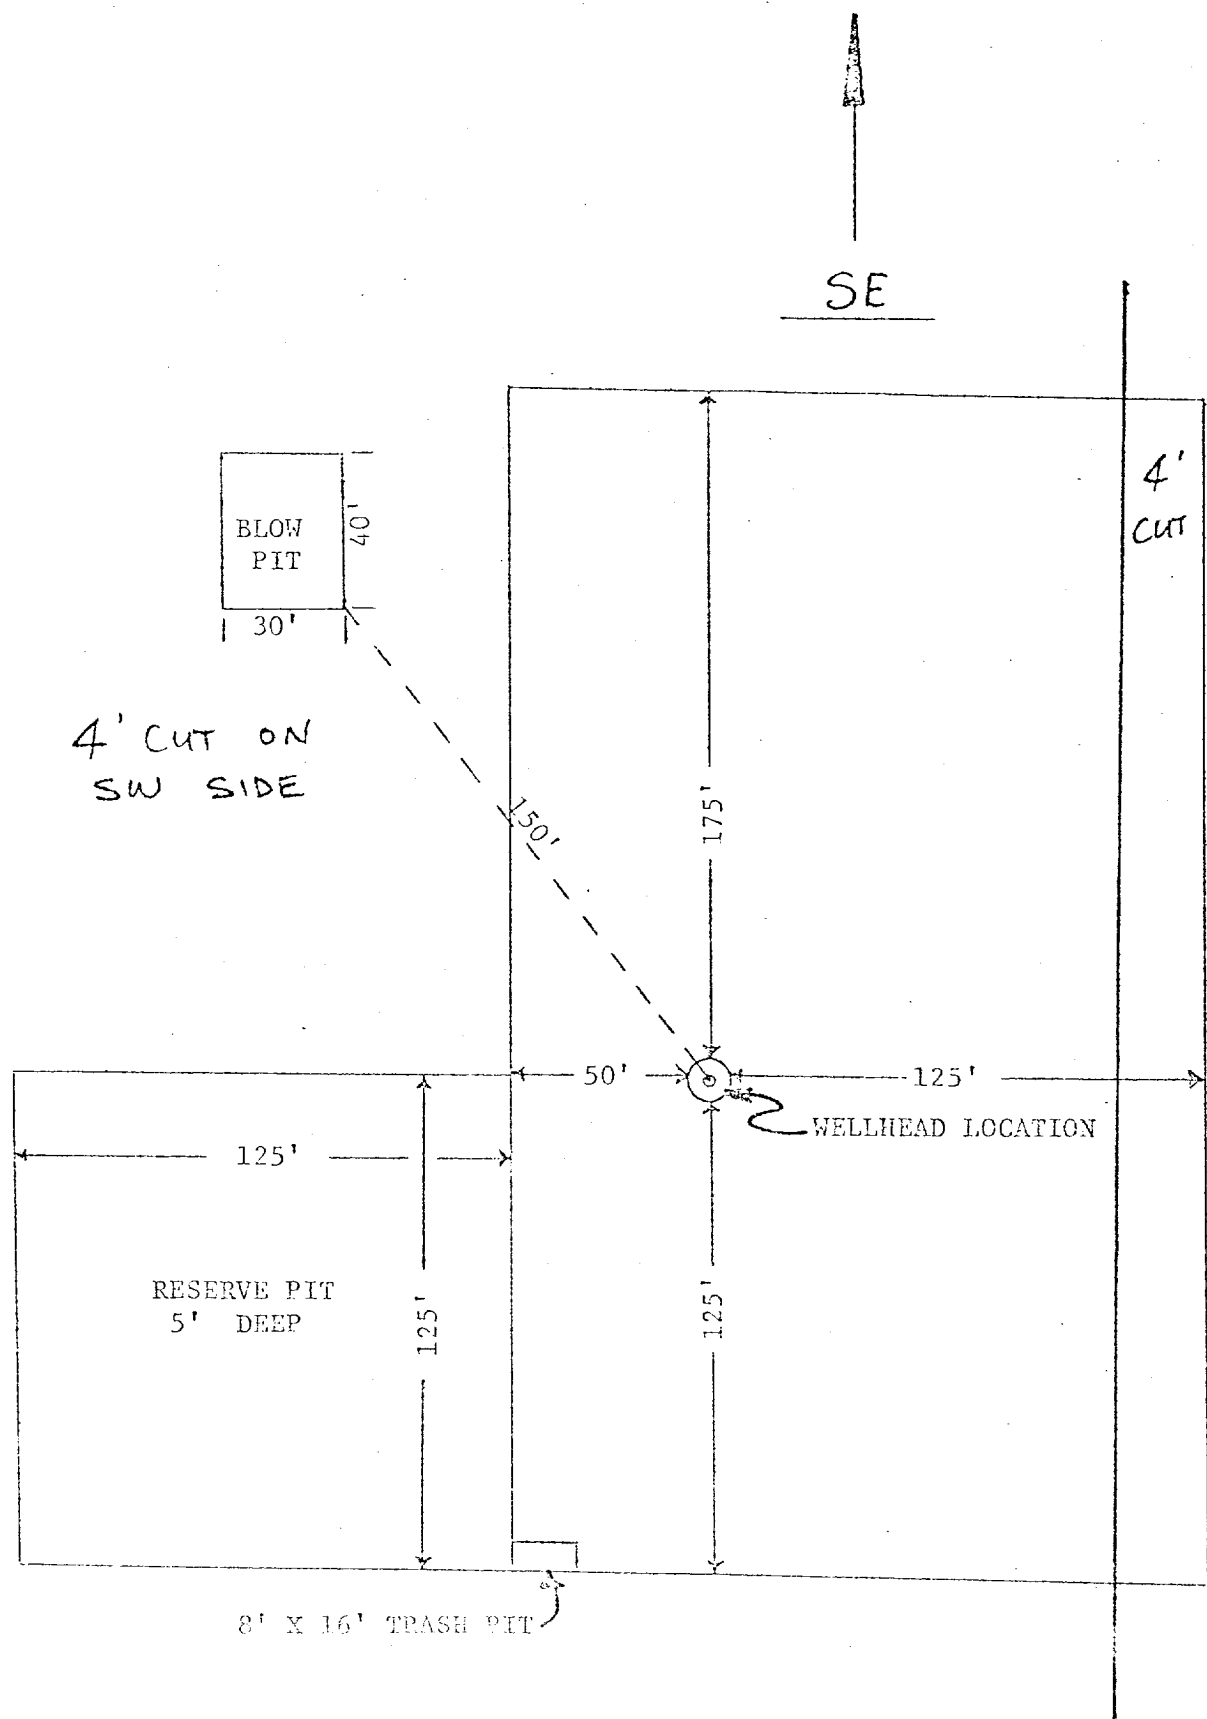 SE
4'
CUT
BLOW
PIT
40'
30'
4' CUT ON
SW SIDE
150'
175'
50'
125'
WELLHEAD LOCATION
125'
RESERVE PIT
5' DEEP
125'
125'
8' X 16' TRASH PIT